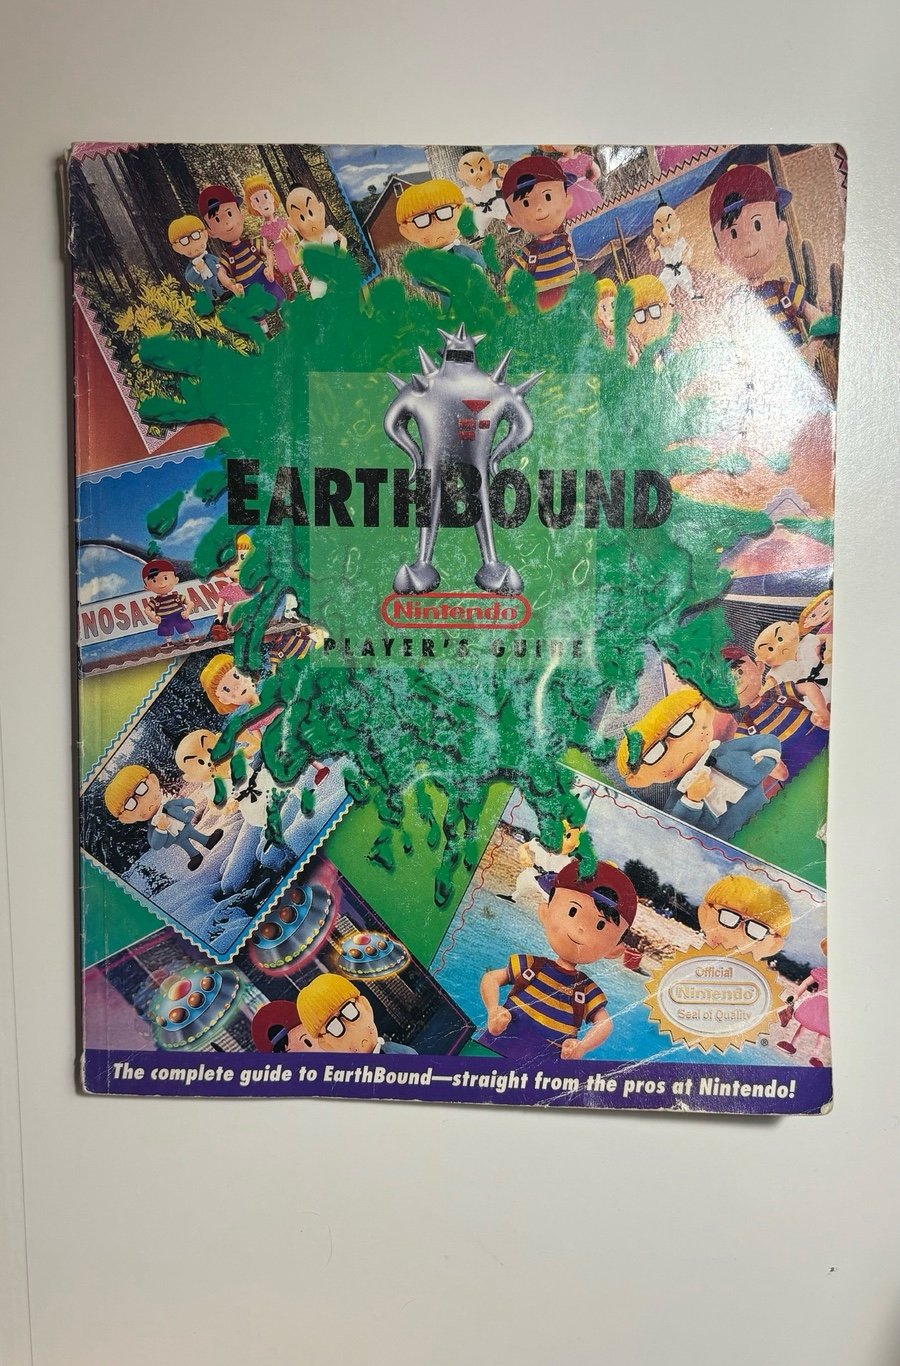 EARTHBOUND
Nintendo
PLAYER'S GUIDE
NOSA
Official
Nintendo
Seal of Quality
®
The complete guide to EarthBound—straight from the pros at Nintendo!